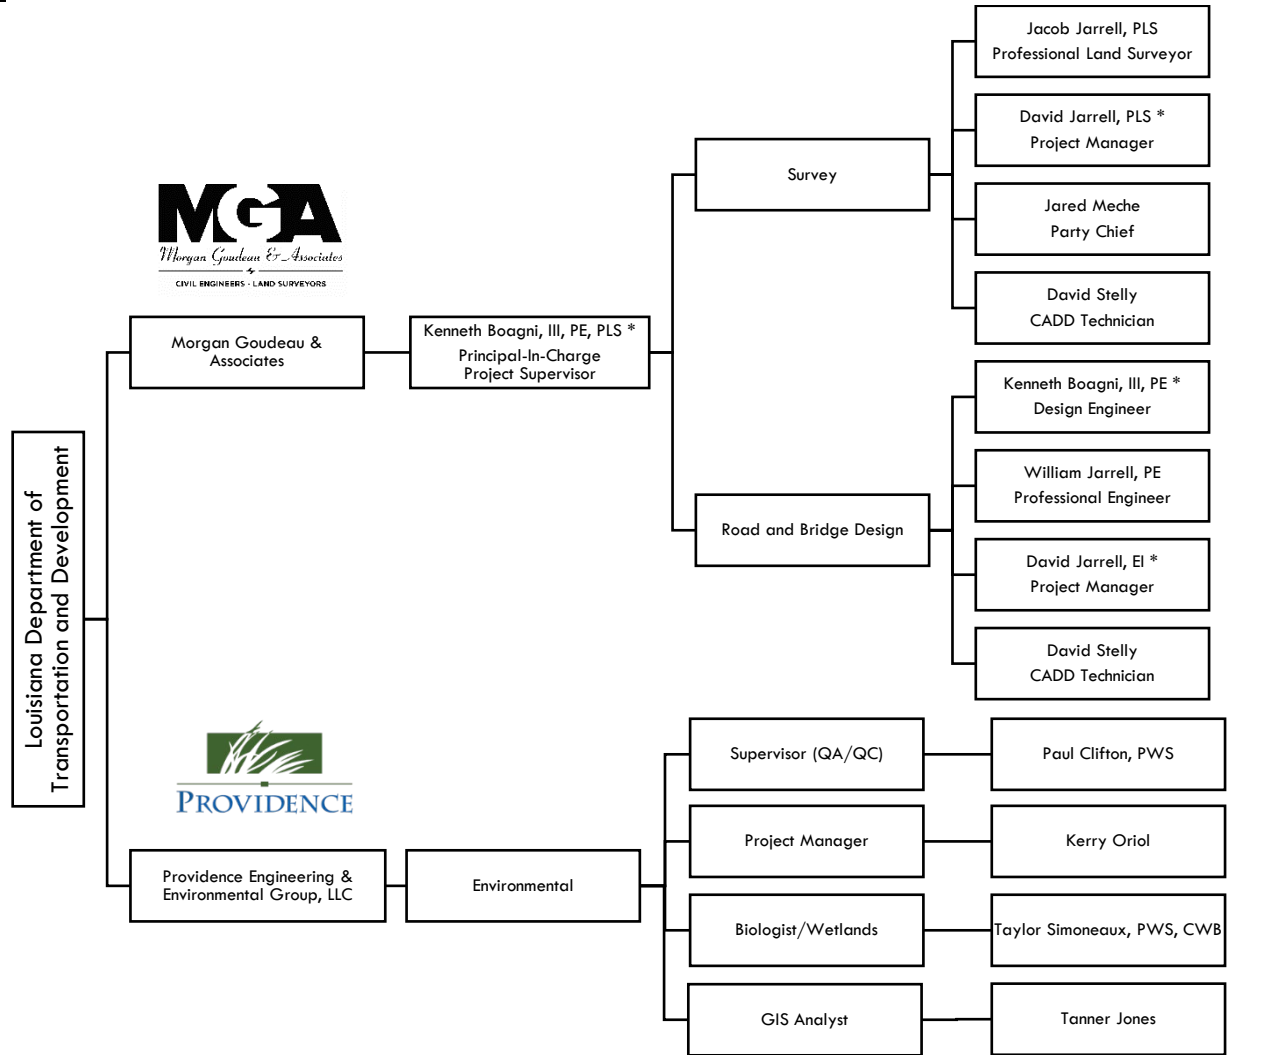 Louisiana Department of
Transportation and Development
MGA
Morgan Goudeau & Associates
CIVIL ENGINEERS - LAND SURVEYORS
Morgan Goudeau &
Associates
Kenneth Boagni, III, PE, PLS *
Principal-In-Charge
Project Supervisor
Survey
Jacob Jarrell, PLS
Professional Land Surveyor
David Jarrell, PLS *
Project Manager
Jared Meche
Party Chief
David Stelly
CADD Technician
Road and Bridge Design
Kenneth Boagni, III, PE *
Design Engineer
William Jarrell, PE
Professional Engineer
David Jarrell, EI *
Project Manager
David Stelly
CADD Technician
PROVIDENCE
Providence Engineering &
Environmental Group, LLC
Environmental
Supervisor (QA/QC)
Paul Clifton, PWS
Project Manager
Kerry Oriol
Biologist/Wetlands
Taylor Simoneaux, PWS, CWB
GIS Analyst
Tanner Jones